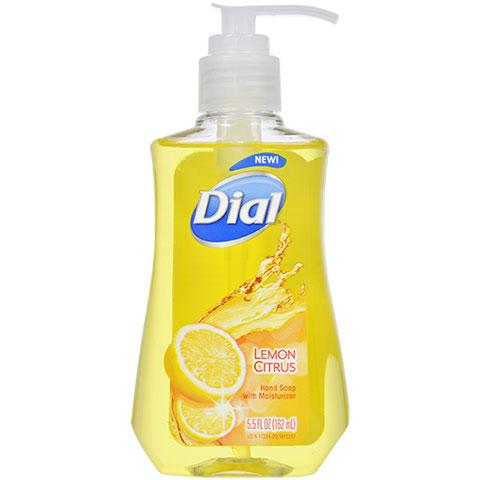 NEW!
Dial
LEMON
CITRUS
Hand Soap
with Moisturizer
5.5 FL OZ (162 mL)